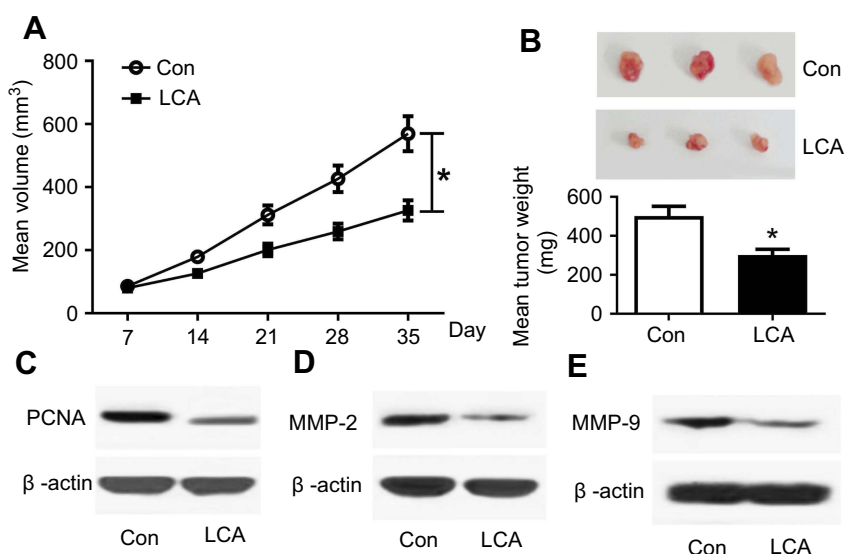 A
Mean volume (mm³)
800
600
400
200
0
Con
LCA
*
7 14 21 28 35 Day
B
Con
LCA
Mean tumor weight
(mg)
600
400
200
0
*
Con LCA
C
PCNA
β -actin
Con LCA
D
MMP-2
β -actin
Con LCA
E
MMP-9
β -actin
Con LCA